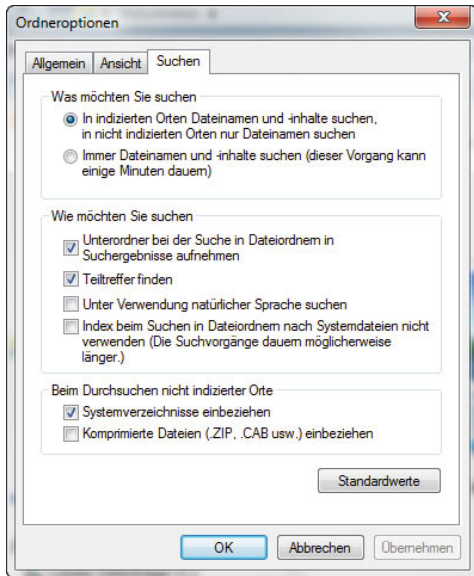 Ordneroptionen
Allgemein Ansicht Suchen
Was möchten Sie suchen
In indizierten Orten Dateinamen und -inhalte suchen,
in nicht indizierten Orten nur Dateinamen suchen
Immer Dateinamen und -inhalte suchen (dieser Vorgang kann
einige Minuten dauern)
Wie möchten Sie suchen
Unterordner bei der Suche in Dateiordnern in
Suchergebnisse aufnehmen
Teiltreffer finden
Unter Verwendung natürlicher Sprache suchen
Index beim Suchen in Dateiordnern nach Systemdateien nicht
verwenden (Die Suchvorgänge dauern möglicherweise
länger.)
Beim Durchsuchen nicht indizierter Orte
Systemverzeichnisse einbeziehen
Komprimierte Dateien (.ZIP, .CAB usw.) einbeziehen
Standardwerte
OK Abbrechen Übernehmen